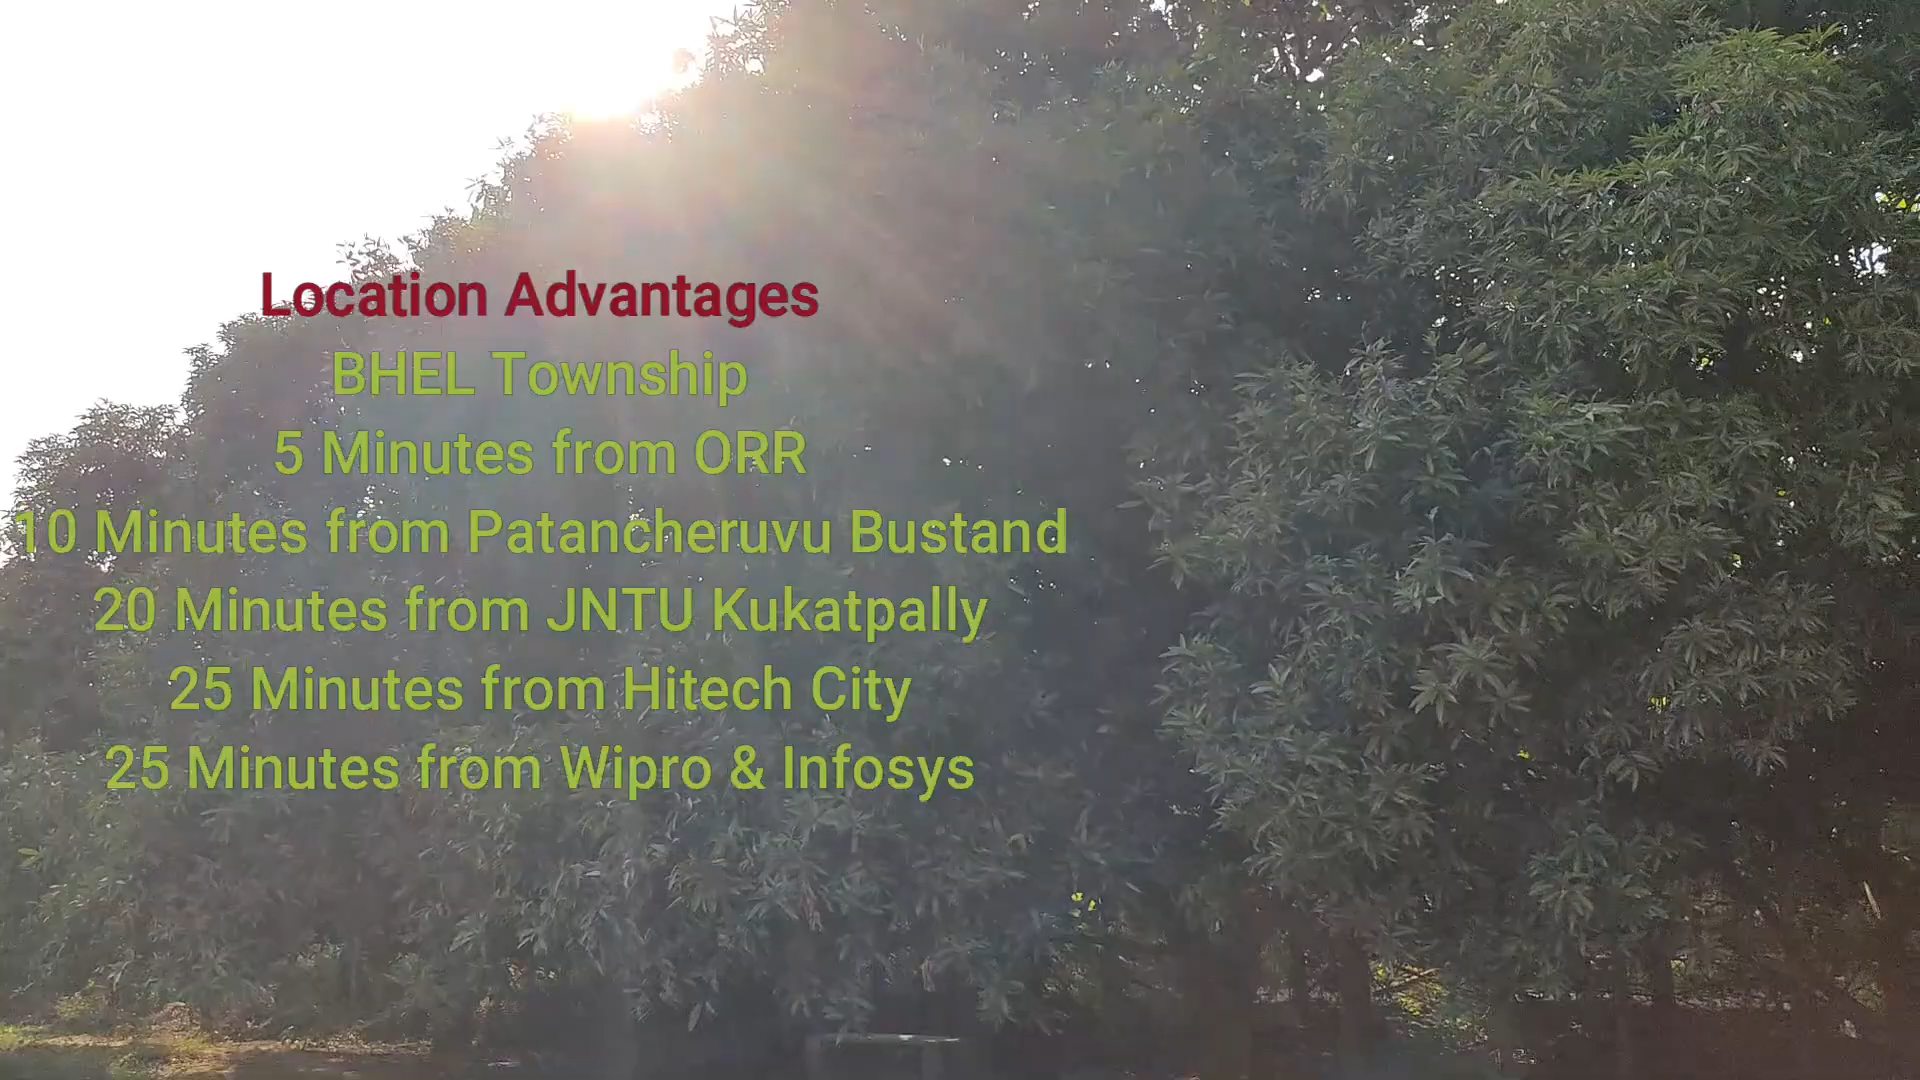 Location Advantages
BHEL Township
5 Minutes from ORR
10 Minutes from Patancheruvu Bustand
20 Minutes from JNTU Kukatpally
25 Minutes from Hitech City
25 Minutes from Wipro & Infosys